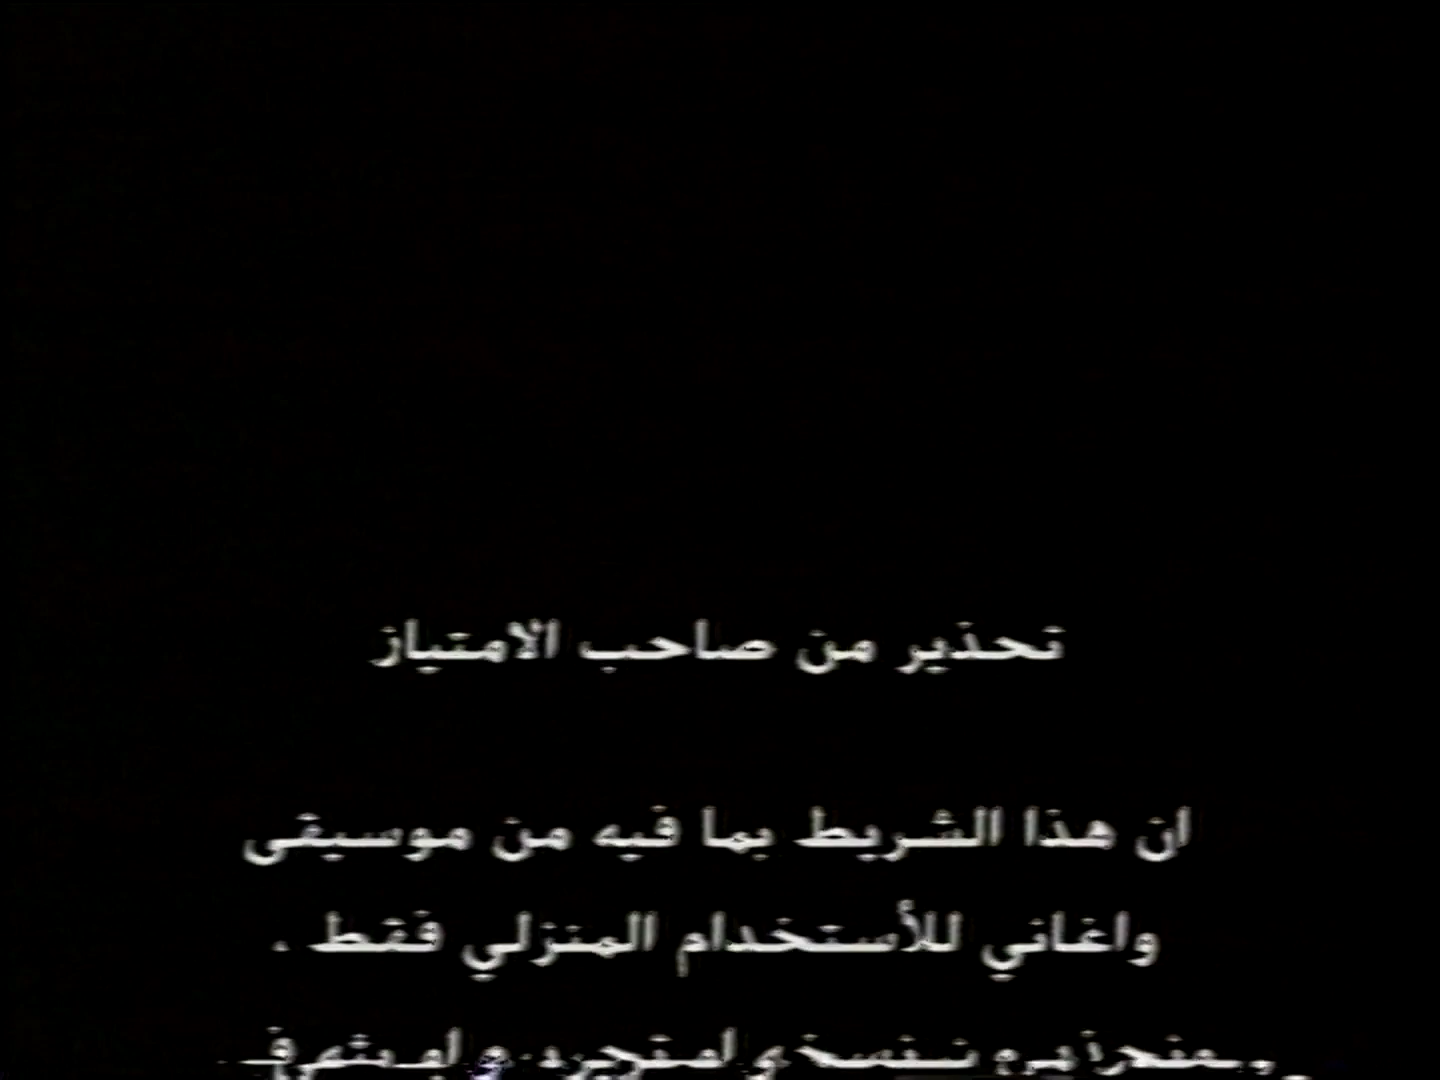 تحذير من صاحب الامتياز
ان هذا الشريط بما فيه من موسيقى
واغاني للأستخدام المنزلي فقط .